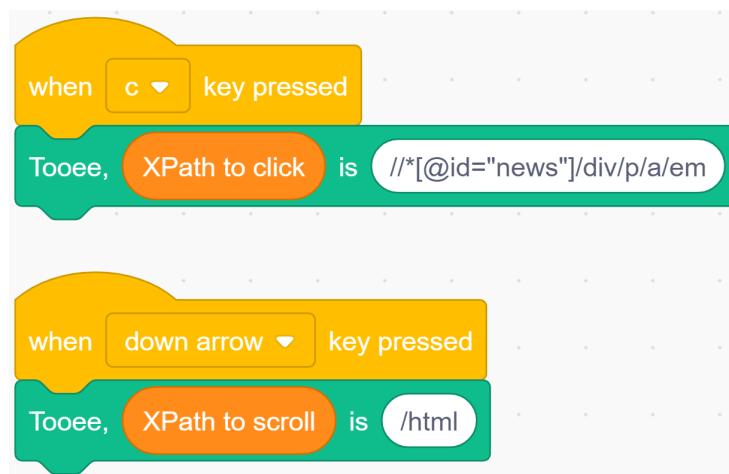 when c key pressed
Tooee, XPath to click is //*[@id="news"]/div/p/a/em
when down arrow key pressed
Tooee, XPath to scroll is /html